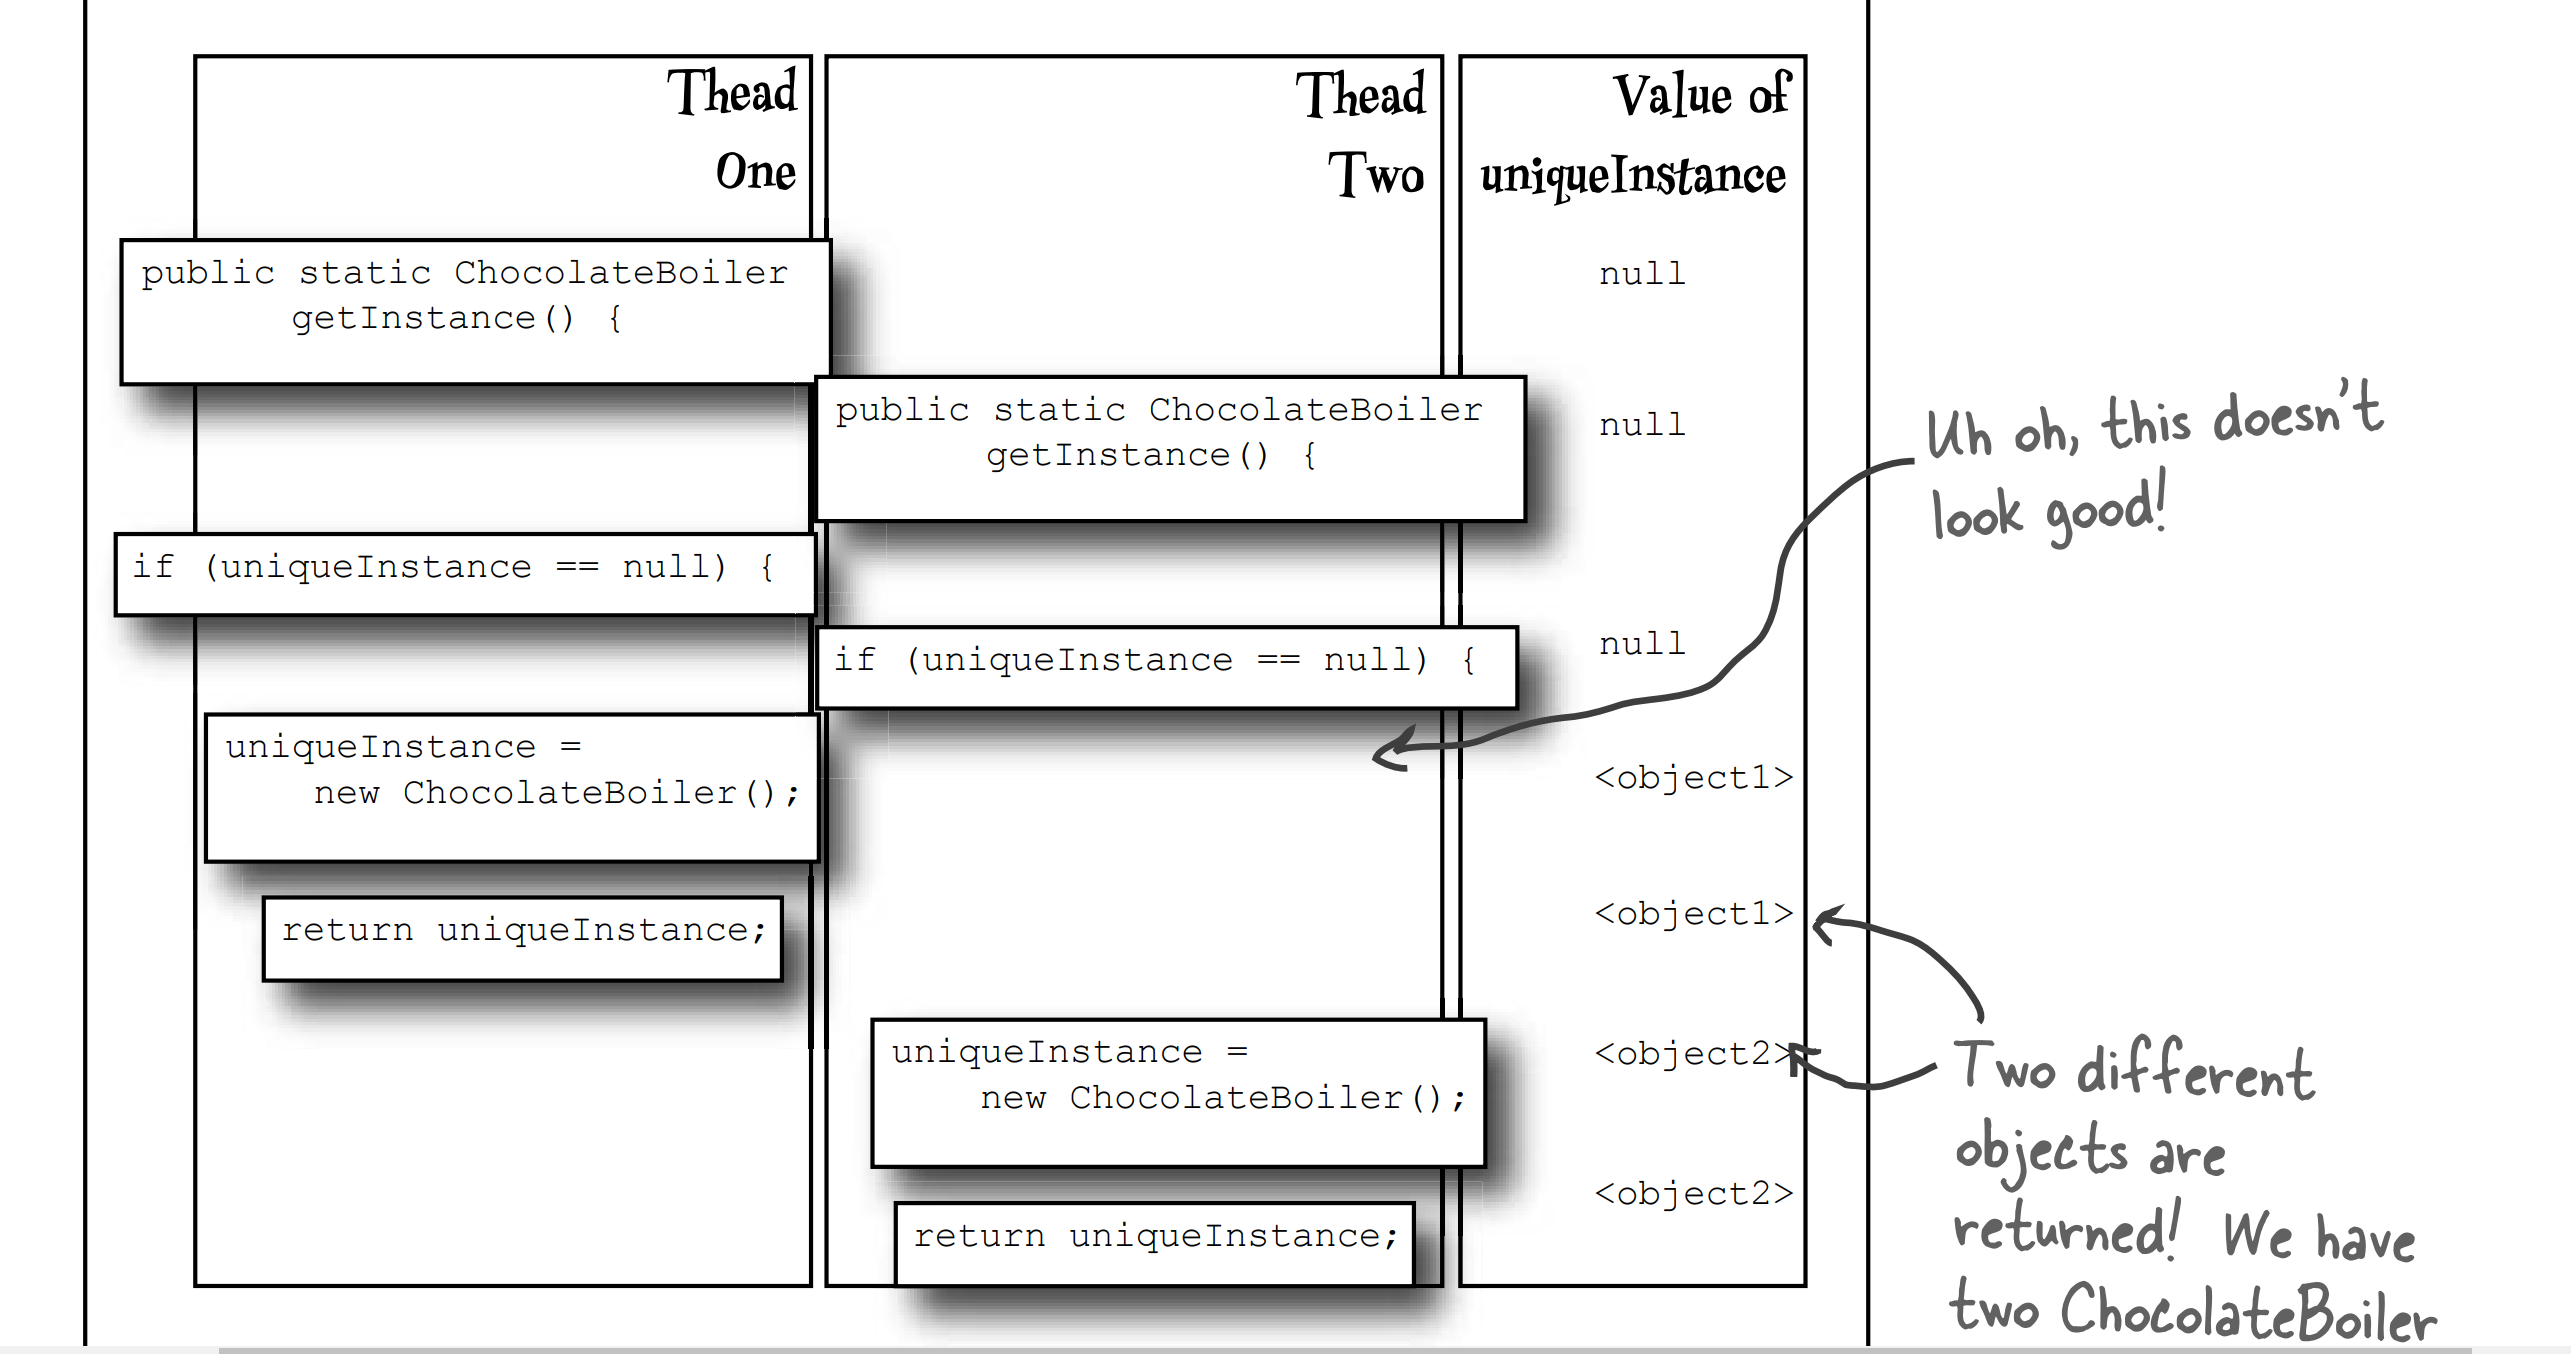 Thead
One
Thead
Two
Value of
uniqueInstance
public static ChocolateBoiler
getInstance() {
null
public static ChocolateBoiler
getInstance() {
null
Uh oh, this doesn't
look good!
if (uniqueInstance == null) {
if (uniqueInstance == null) {
null
uniqueInstance =
new ChocolateBoiler();
<object1>
return uniqueInstance;
<object1>
uniqueInstance =
new ChocolateBoiler();
<object2>
return uniqueInstance;
<object2>
Two different
objects are
returned! We have
two ChocolateBoiler